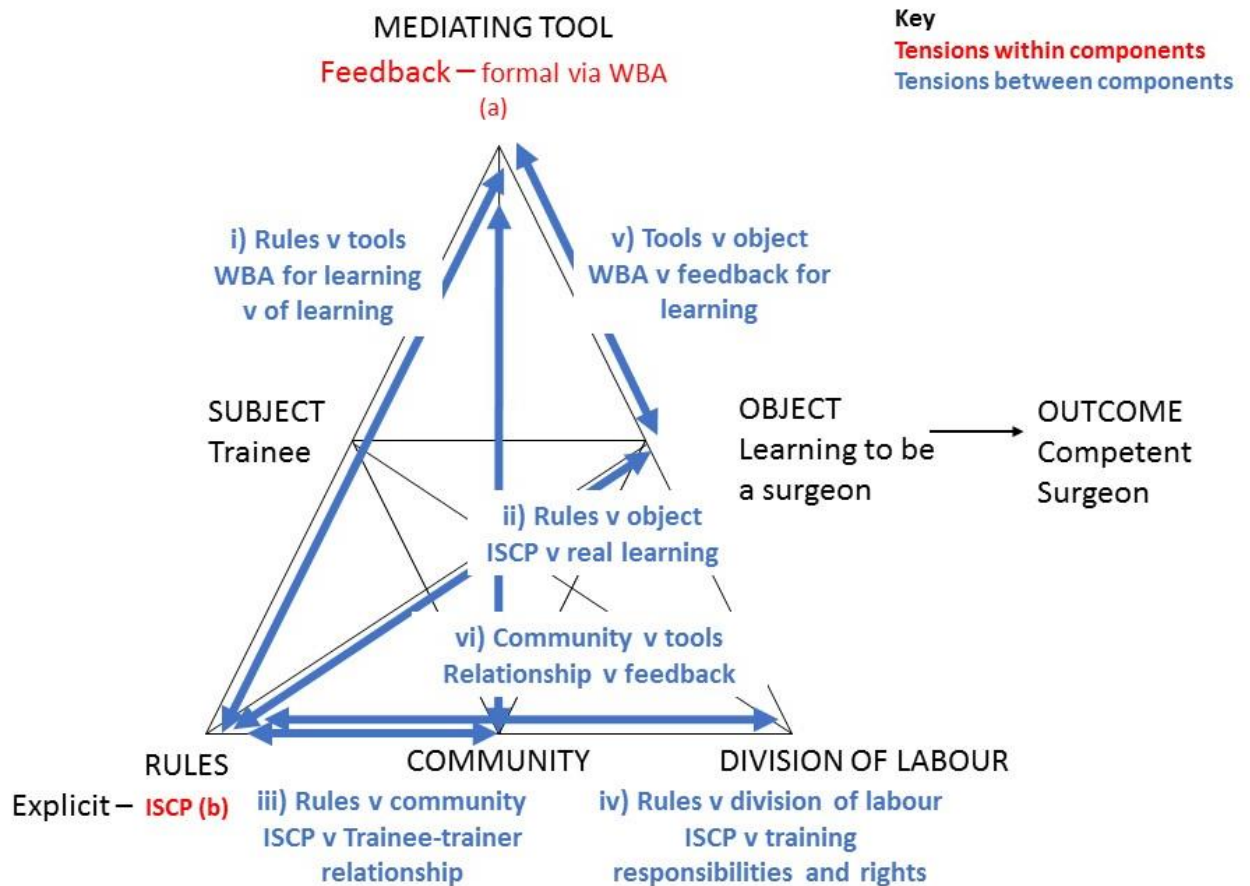 MEDIATING TOOL
Feedback – formal via WBA
(a)
Key
Tensions within components
Tensions between components
i) Rules v tools
WBA for learning
v of learning
v) Tools v object
WBA v feedback for
learning
SUBJECT
Trainee
OBJECT
Learning to be
a surgeon
OUTCOME
Competent
Surgeon
ii) Rules v object
ISCP v real learning
vi) Community v tools
Relationship v feedback
RULES
Explicit – ISCP (b)
COMMUNITY
DIVISION OF LABOUR
iii) Rules v community
ISCP v Trainee-trainer
relationship
iv) Rules v division of labour
ISCP v training
responsibilities and rights